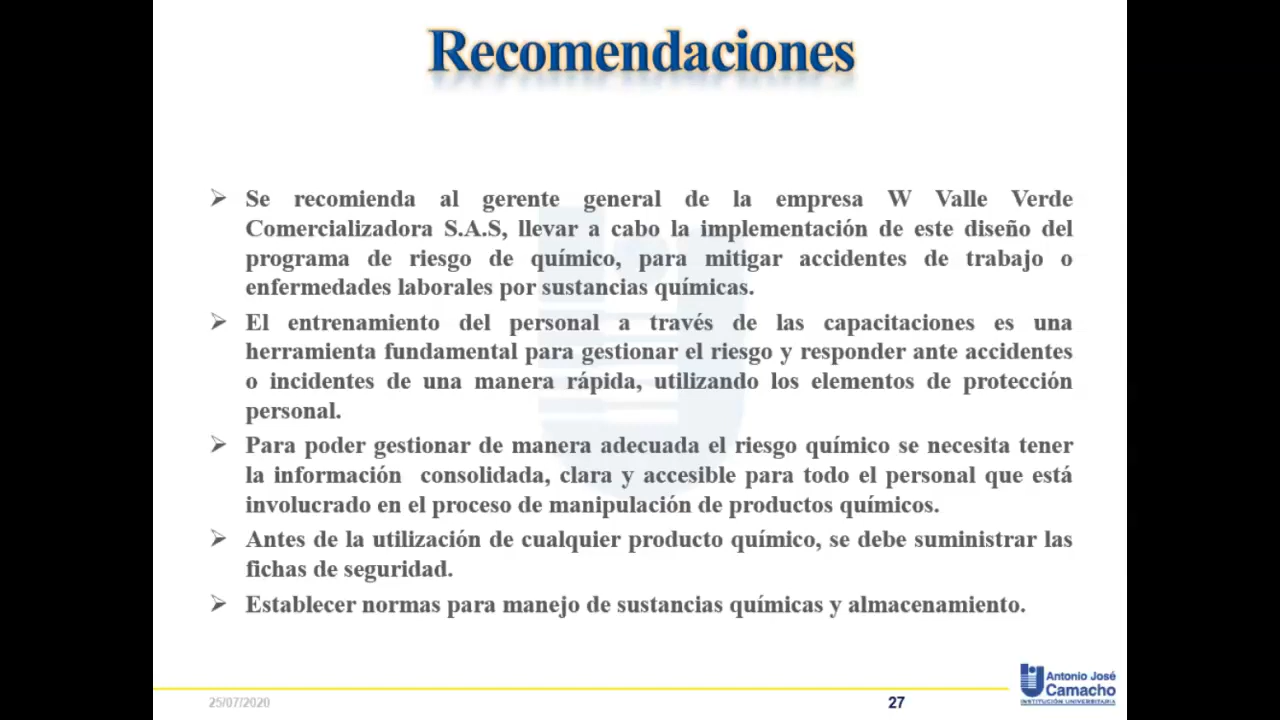 Recomendaciones
Se recomienda al gerente general de la empresa W Valle Verde
Comercializadora S.A.S, llevar a cabo la implementación de este diseño del
programa de riesgo de químico, para mitigar accidentes de trabajo o
enfermedades laborales por sustancias químicas.
El entrenamiento del personal a través de las capacitaciones es una
herramienta fundamental para gestionar el riesgo y responder ante accidentes
o incidentes de una manera rápida, utilizando los elementos de protección
personal.
Para poder gestionar de manera adecuada el riesgo químico se necesita tener
la información consolidada, clara y accesible para todo el personal que está
involucrado en el proceso de manipulación de productos químicos.
Antes de la utilización de cualquier producto químico, se debe suministrar las
fichas de seguridad.
Establecer normas para manejo de sustancias químicas y almacenamiento.
25/07/2020
27
Antonio José
Camacho
INSTITUCIÓN UNIVERSITARIA